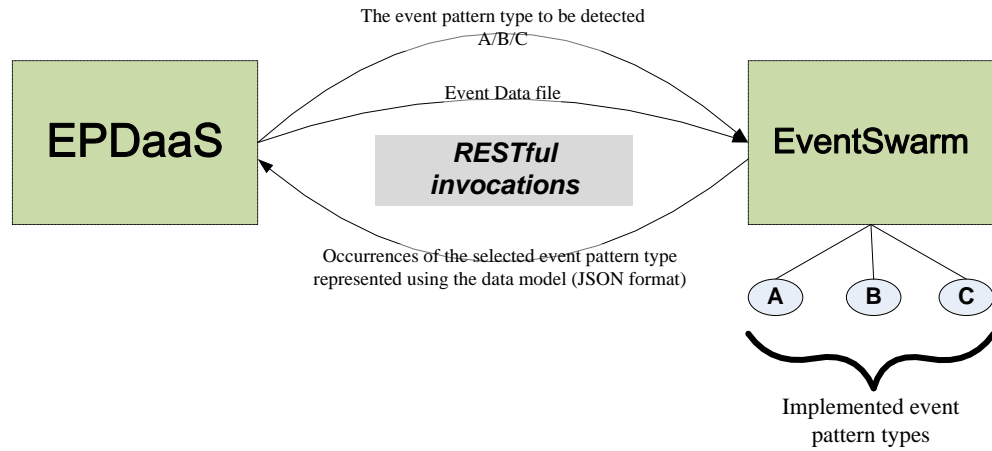 The event pattern type to be detected
A/B/C
Event Data file
EPDaaS
RESTful
invocations
EventSwarm
Occurrences of the selected event pattern type
represented using the data model (JSON format)
A
B
C
Implemented event
pattern types